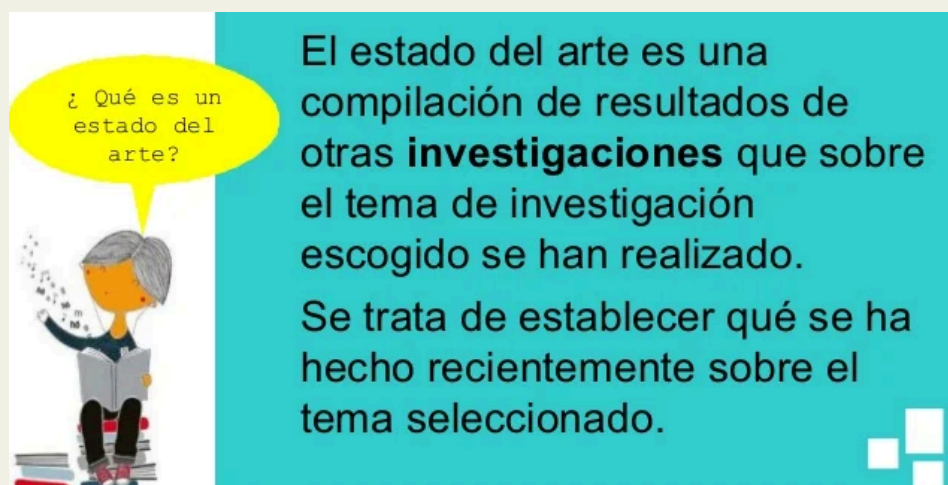 ¿ Qué es un
estado del
arte?
El estado del arte es una
compilación de resultados de
otras investigaciones que sobre
el tema de investigación
escogido se han realizado.
Se trata de establecer qué se ha
hecho recientemente sobre el
tema seleccionado.